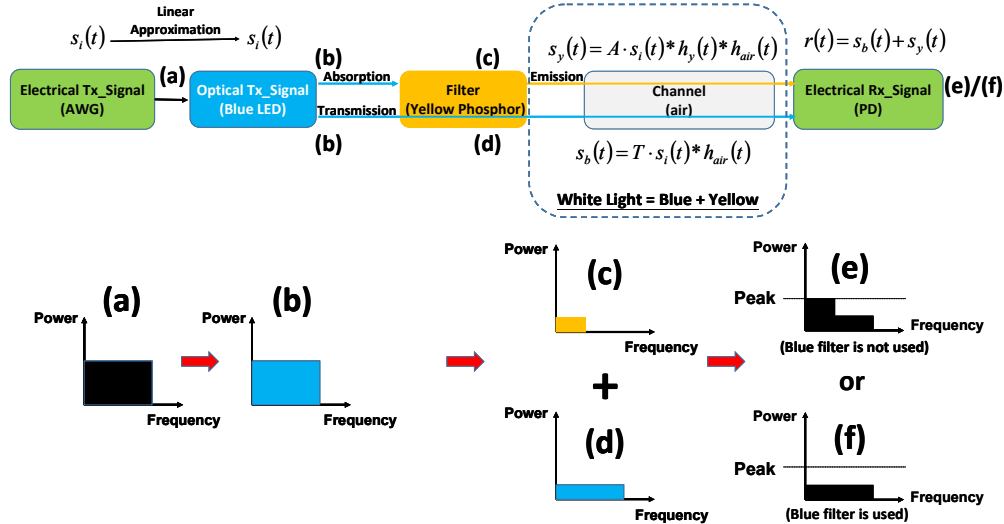 Linear
Approximation
s_i(t) s_i(t)
s_y(t) = A · s_i(t) * h_y(t) * h_air(t)
r(t) = s_b(t) + s_y(t)
(a)
(b)
(c)
Absorption
Emission
Electrical Tx_Signal
(AWG)
Optical Tx_Signal
(Blue LED)
Filter
(Yellow Phosphor)
Channel
(air)
Electrical Rx_Signal
(PD)
(e)/(f)
Transmission
(b)
(d)
s_b(t) = T · s_i(t) * h_air(t)
White Light = Blue + Yellow
(a)
Power
Frequency
(b)
Power
Frequency
Power
(c)
Frequency
+
Power
(d)
Frequency
Power
(e)
Peak
Frequency
(Blue filter is not used)
or
Power
(f)
Peak
Frequency
(Blue filter is used)